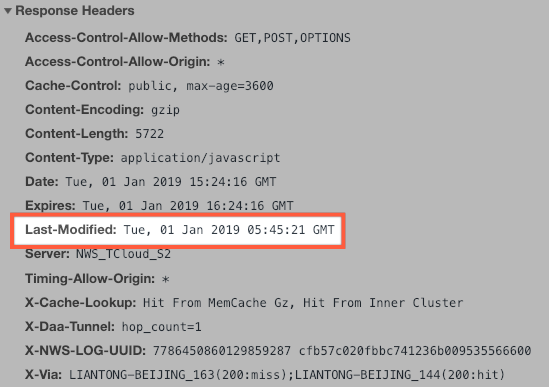 Response Headers
Access-Control-Allow-Methods: GET,POST,OPTIONS
Access-Control-Allow-Origin: *
Cache-Control: public, max-age=3600
Content-Encoding: gzip
Content-Length: 5722
Content-Type: application/javascript
Date: Tue, 01 Jan 2019 15:24:16 GMT
Expires: Tue, 01 Jan 2019 16:24:16 GMT
Last-Modified: Tue, 01 Jan 2019 05:45:21 GMT
Server: NWS_TCloud_S2
Timing-Allow-Origin: *
X-Cache-Lookup: Hit From MemCache Gz, Hit From Inner Cluster
X-Daa-Tunnel: hop_count=1
X-NWS-LOG-UUID: 7786450860129859287 cfb57c020fbbc741236b009535566600
X-Via: LIANTONG-BEIJING_163(200:miss);LIANTONG-BEIJING_144(200:hit)